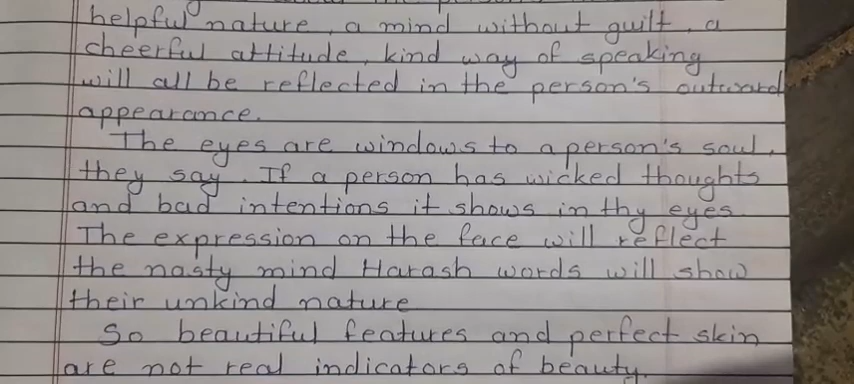 helpful nature, a mind without guilt, a
cheerful attitude, kind way of speaking
will all be reflected in the person's outward
appearance.
The eyes are windows to a person's soul,
they say. If a person has wicked thoughts
and bad intentions it shows in thy eyes.
The expression on the face will reflect
the nasty mind Harash words will show
their unkind nature
So beautiful features and perfect skin
are not real indicators of beauty.